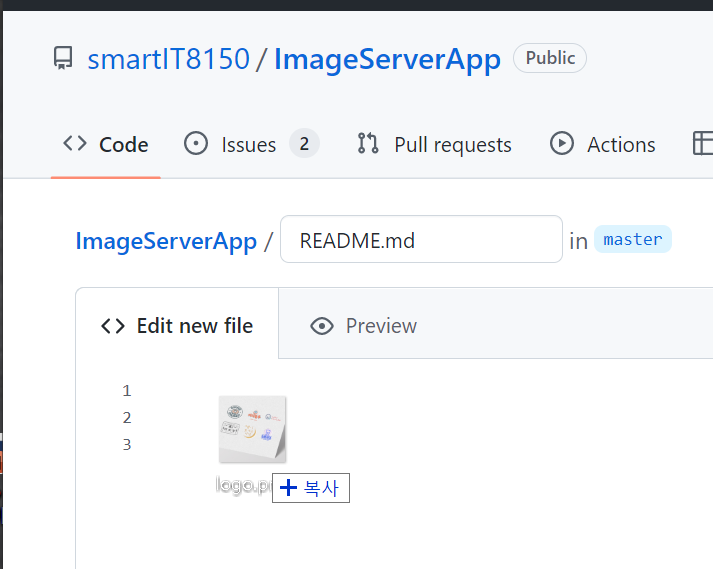 smartIT8150 / ImageServerApp Public
Code Issues 2 Pull requests Actions
ImageServerApp / README.md in master
Edit new file Preview
1
2
3
logo.p
복사